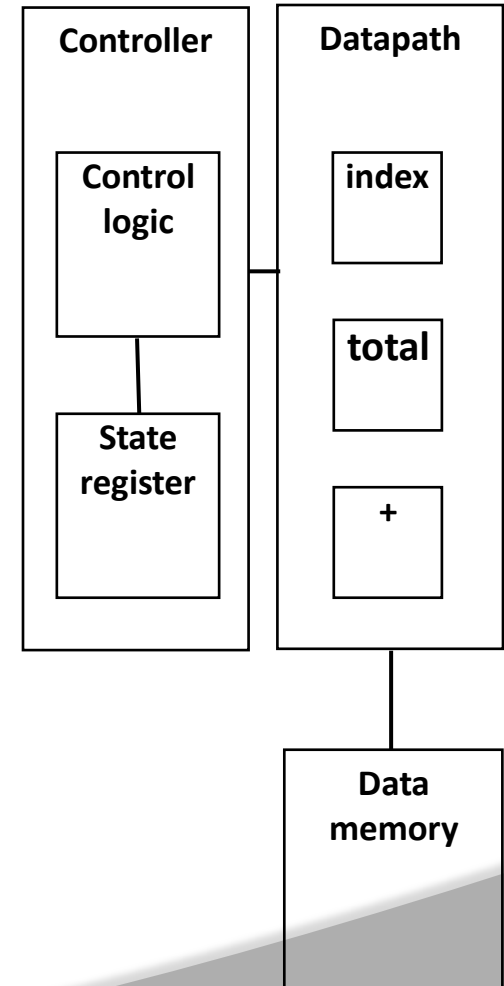 Controller
Control
logic
State
register
Datapath
index
total
+
Data
memory